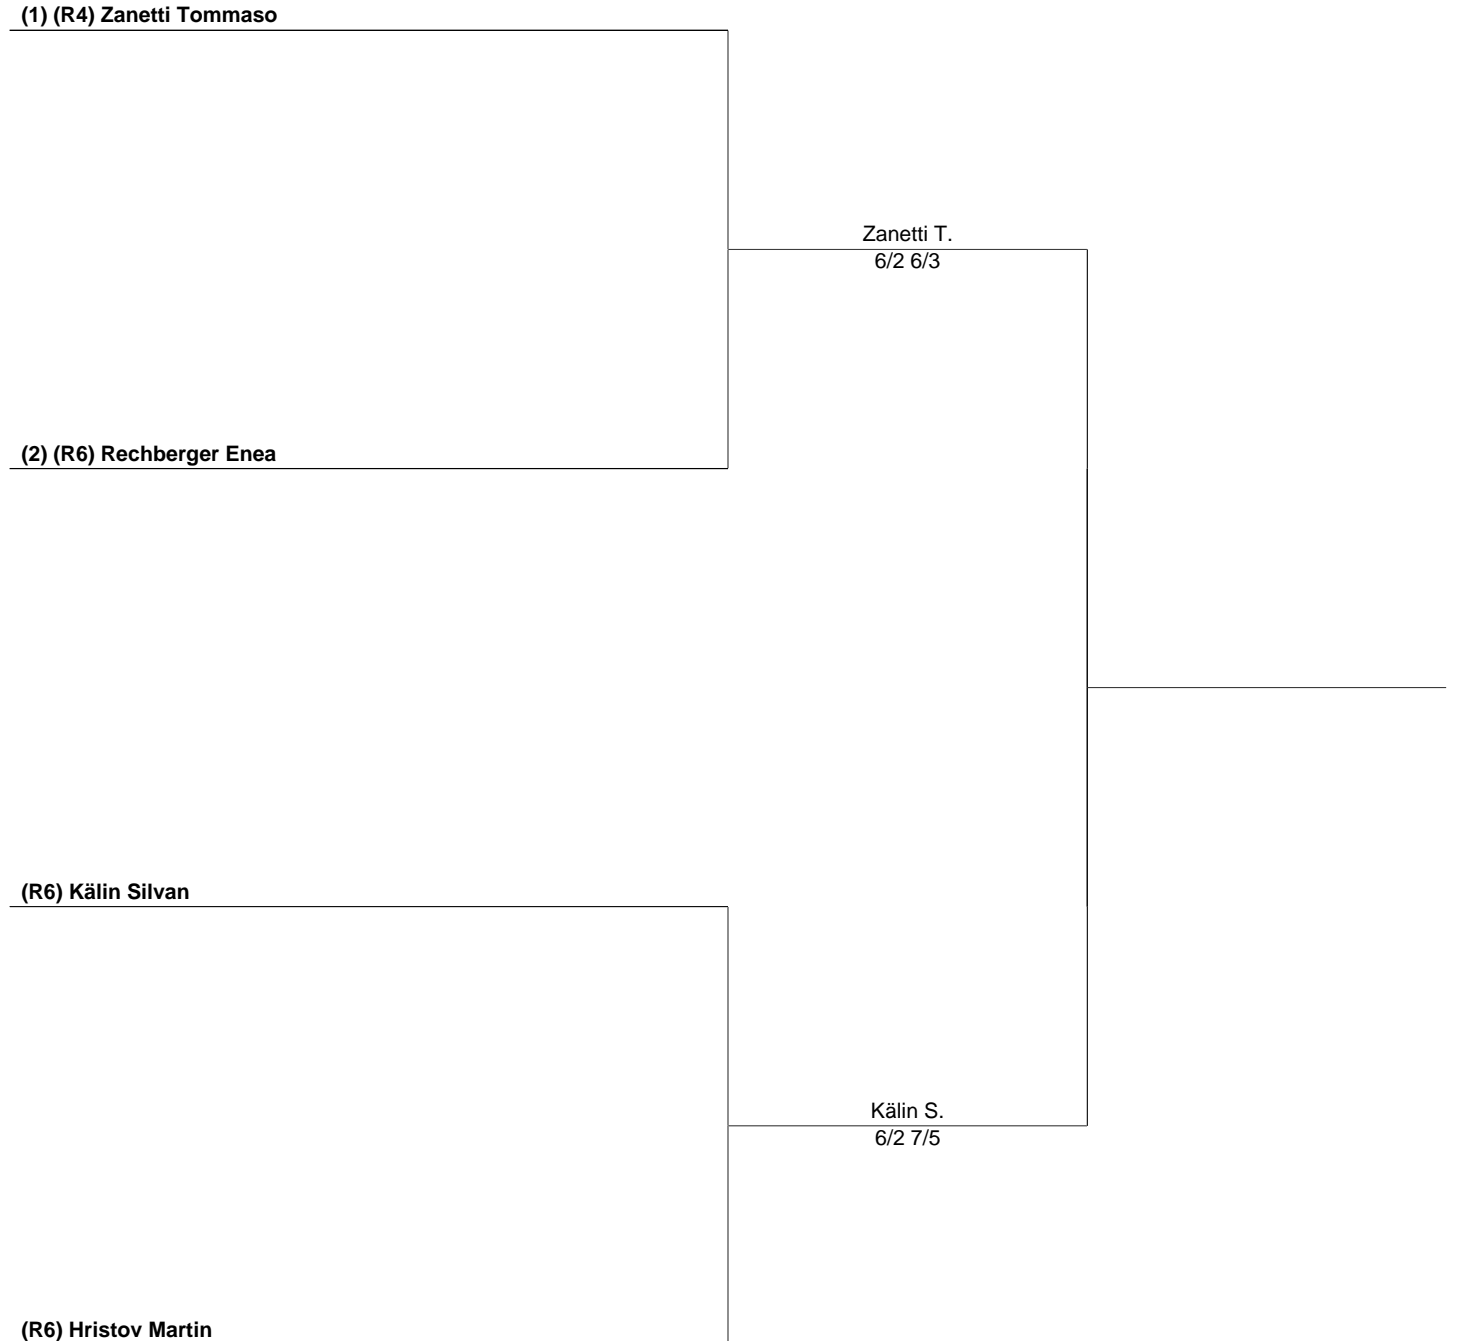 (1) (R4) Zanetti Tommaso
Zanetti T.
6/2 6/3
(2) (R6) Rechberger Enea
(R6) Kälin Silvan
Kälin S.
6/2 7/5
(R6) Hristov Martin